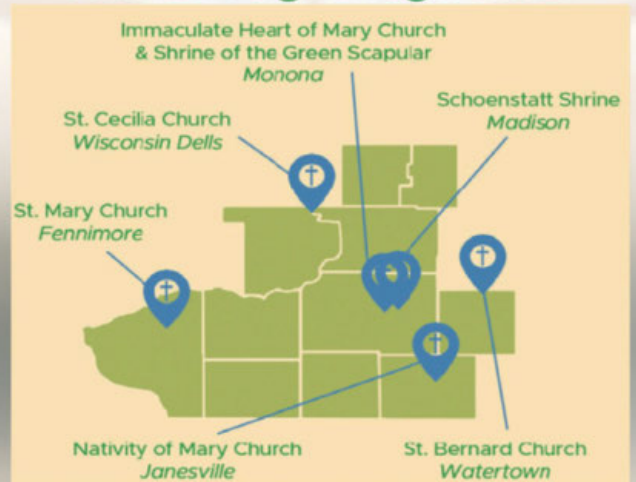 Immaculate Heart of Mary Church
& Shrine of the Green Scapular
Monona
Schoenstatt Shrine
Madison
St. Cecilia Church
Wisconsin Dells
St. Mary Church
Fennimore
Nativity of Mary Church
Janesville
St. Bernard Church
Watertown